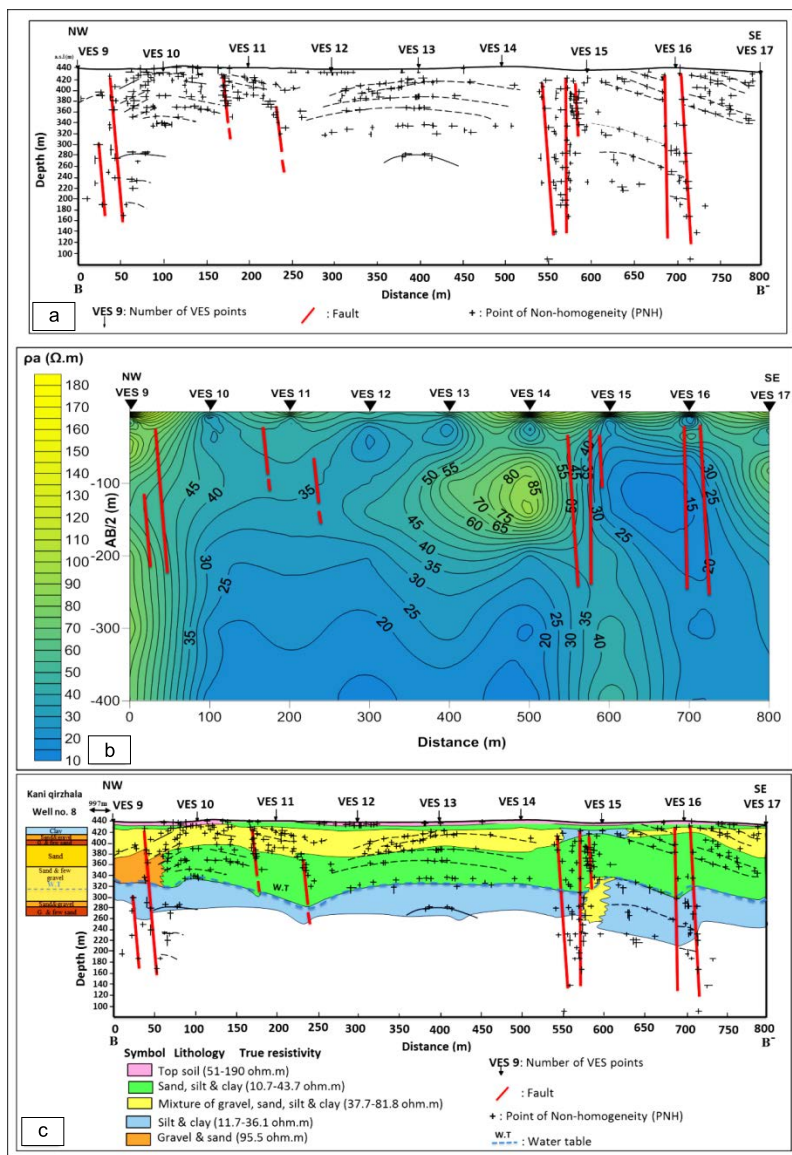 NW
SE
VES 9 VES 10 VES 11 VES 12 VES 13 VES 14 VES 15 VES 16 VES 17
a.s.l(m)
Depth (m)
440
420
400
380
360
340
320
300
280
260
240
220
200
180
160
140
120
100
0 50 100 150 200 250 300 350 400 450 500 550 600 650 700 750 800
B Distance (m) B-
VES 9: Number of VES points : Fault + : Point of Non-homogeneity (PNH)
a
ρa (Ω.m)
NW
SE
VES 9 VES 10 VES 11 VES 12 VES 13 VES 14 VES 15 VES 16 VES 17
180
170
160
150
140
130
120
110
100
90
80
70
60
50
40
30
20
10
AB/2 (m)
-100
-200
-300
-400
45 40 35 50 55 80 85 70 75 60 65 45 40 35 30 25
30 25 20 25 20 30 35 40
55 45 35 40 30 25 15 30 25
35
0 100 200 300 400 500 600 700 800
Distance (m)
b
Kani qirzhala
Well no. 8
997m
NW
SE
VES 9 VES 10 VES 11 VES 12 VES 13 VES 14 VES 15 VES 16 VES 17
Clay
Sand&gravel
G. & few sand
Sand
Sand & few
gravel
W.T
Sand&gravel
G. & few sand
Depth (m)
440
420
400
380
360
340
320
300
280
260
240
220
200
180
160
140
120
100
W.T
0 50 100 150 200 250 300 350 400 450 500 550 600 650 700 750 800
B Distance (m) B-
Symbol Lithology True resistivity
Top soil (51-190 ohm.m)
Sand, silt & clay (10.7-43.7 ohm.m)
Mixture of gravel, sand, silt & clay (37.7-81.8 ohm.m)
Silt & clay (11.7-36.1 ohm.m)
Gravel & sand (95.5 ohm.m)
VES 9: Number of VES points
: Fault
+ : Point of Non-homogeneity (PNH)
W.T
: Water table
c